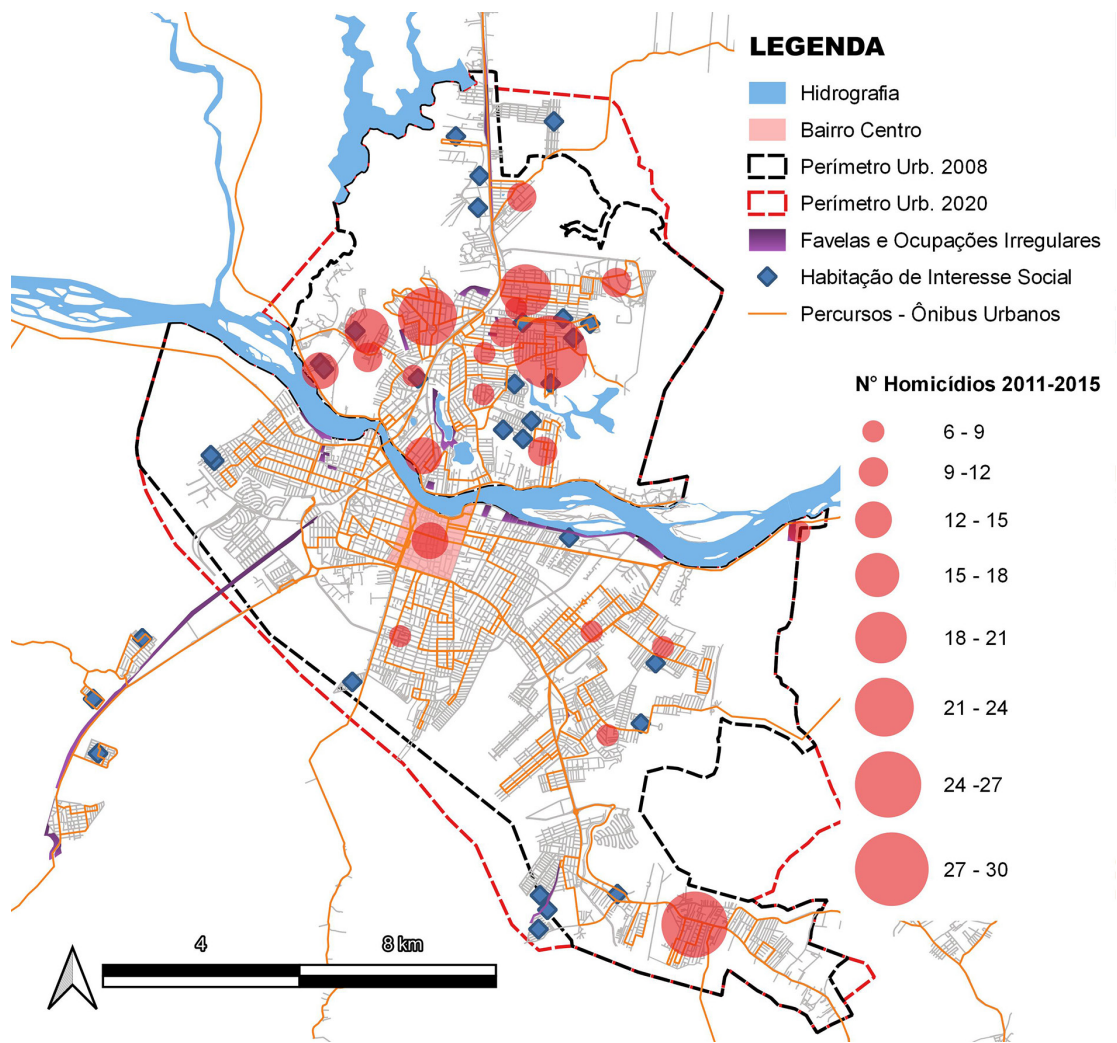 LEGENDA
Hidrografia
Bairro Centro
Perímetro Urb. 2008
Perímetro Urb. 2020
Favelas e Ocupações Irregulares
Habitação de Interesse Social
Percursos - Ônibus Urbanos
N° Homicídios 2011-2015
6 - 9
9 -12
12 - 15
15 - 18
18 - 21
21 - 24
24 -27
27 - 30
4 8 km